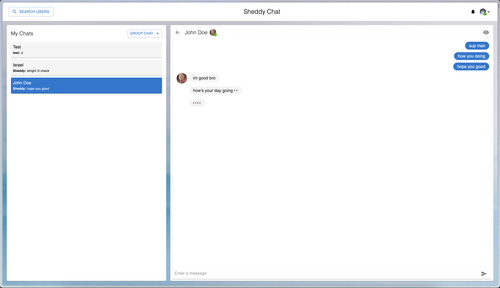 SEARCH USERS
Sheddy Chat
My Chats
GROUP CHAT +
Test
Israel
Sheddy: alright ill check
John Doe
Sheddy: hope you good
John Doe
sup man
how you doing
hope you good
im good bro
how's your day going
Enter a message